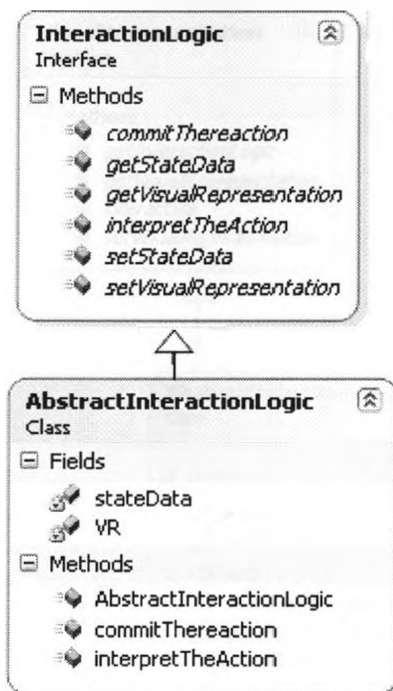 InteractionLogic
Interface
Methods
commitThereaction
getStateData
getVisualRepresentation
interpretTheAction
setStateData
setVisualRepresentation
AbstractInteractionLogic
Class
Fields
stateData
VR
Methods
AbstractInteractionLogic
commitThereaction
interpretTheAction